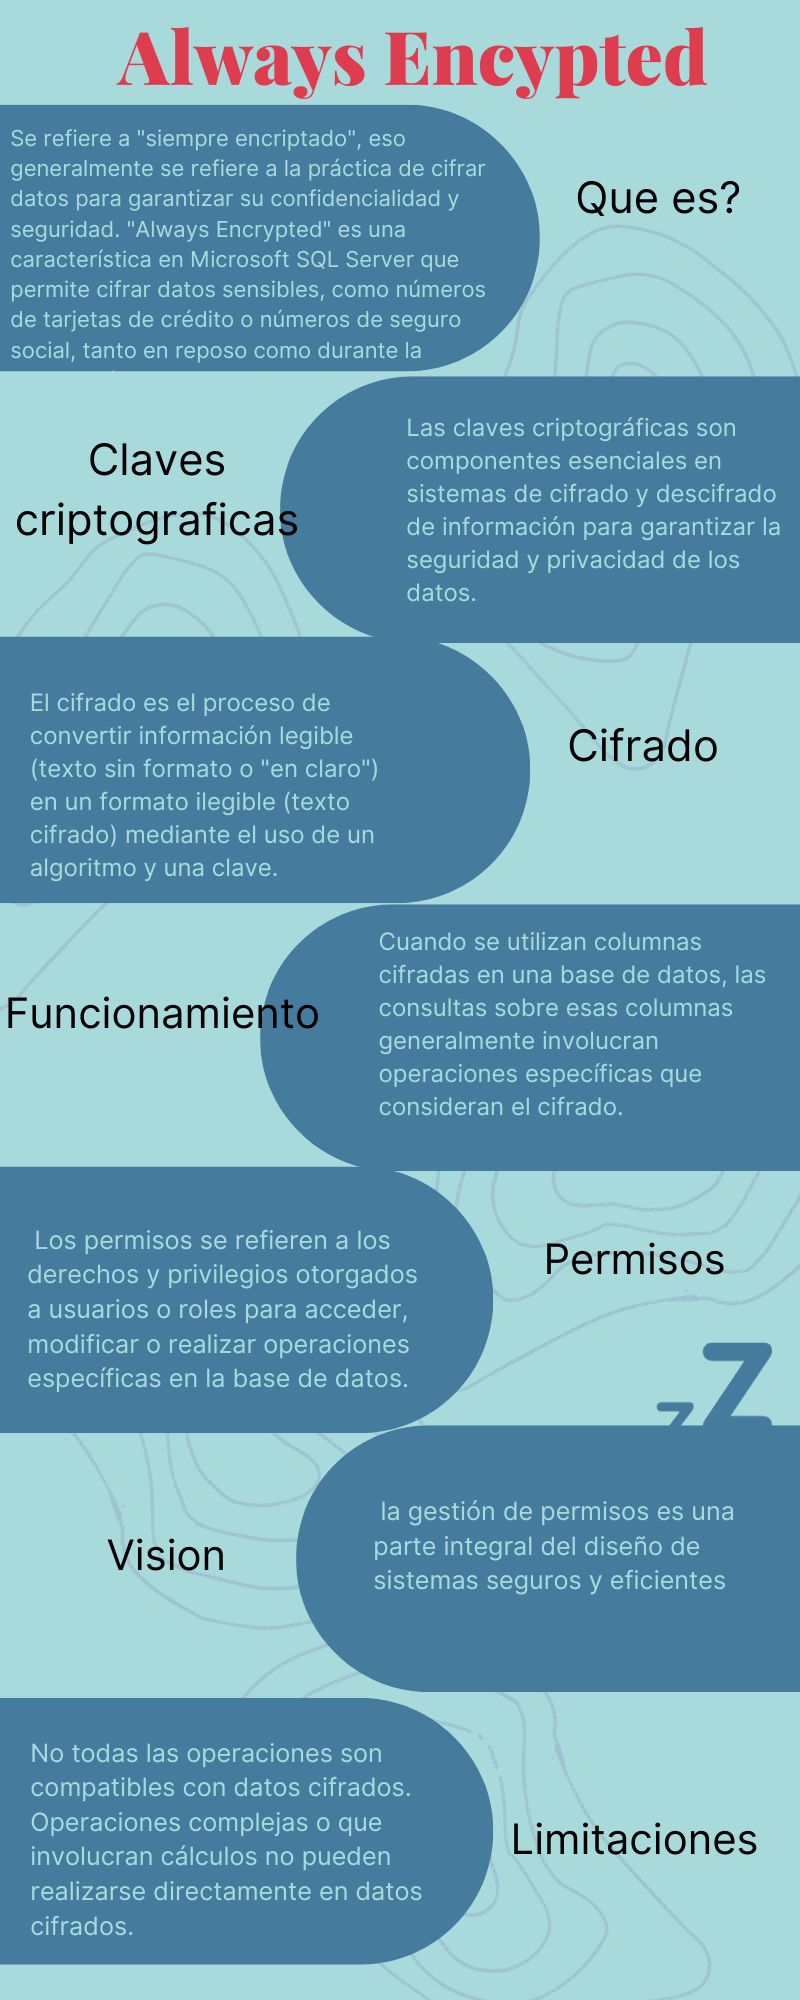 Always Encypted
Se refiere a "siempre encriptado", eso
generalmente se refiere a la práctica de cifrar
datos para garantizar su confidencialidad y
seguridad. "Always Encrypted" es una
característica en Microsoft SQL Server que
permite cifrar datos sensibles, como números
de tarjetas de crédito o números de seguro
social, tanto en reposo como durante la
Que es?
Claves
criptograficas
Las claves criptográficas son
componentes esenciales en
sistemas de cifrado y descifrado
de información para garantizar la
seguridad y privacidad de los
datos.
El cifrado es el proceso de
convertir información legible
(texto sin formato o "en claro")
en un formato ilegible (texto
cifrado) mediante el uso de un
algoritmo y una clave.
Cifrado
Funcionamiento
Cuando se utilizan columnas
cifradas en una base de datos, las
consultas sobre esas columnas
generalmente involucran
operaciones específicas que
consideran el cifrado.
Los permisos se refieren a los
derechos y privilegios otorgados
a usuarios o roles para acceder,
modificar o realizar operaciones
específicas en la base de datos.
Permisos
z Z
Vision
la gestión de permisos es una
parte integral del diseño de
sistemas seguros y eficientes
No todas las operaciones son
compatibles con datos cifrados.
Operaciones complejas o que
involucran cálculos no pueden
realizarse directamente en datos
cifrados.
Limitaciones